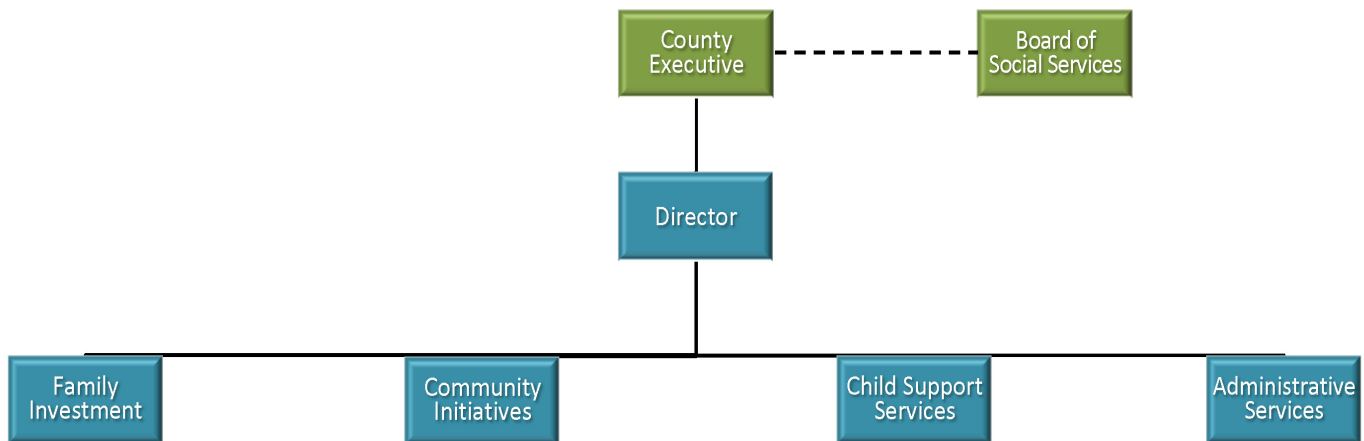 County
Executive
Board of
Social Services
Director
Family
Investment
Community
Initiatives
Child Support
Services
Administrative
Services